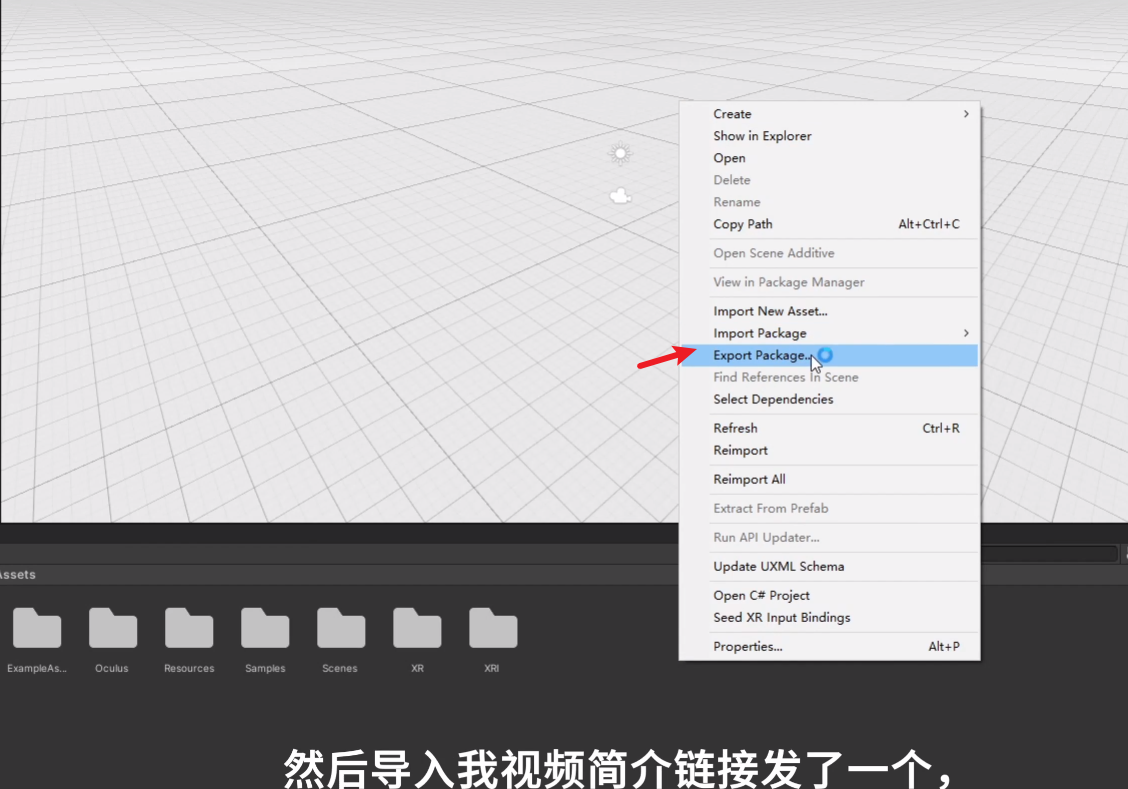 Create
Show in Explorer
Open
Delete
Rename
Copy Path Alt+Ctrl+C
Open Scene Additive
View in Package Manager
Import New Asset...
Import Package
Export Package...
Find References In Scene
Select Dependencies
Refresh Ctrl+R
Reimport
Reimport All
Extract From Prefab
Run API Updater...
Update UXML Schema
Open C# Project
Seed XR Input Bindings
Properties... Alt+P
Assets
ExampleAs... Oculus Resources Samples Scenes XR XRI
然后导入我视频简介链接发了一个，